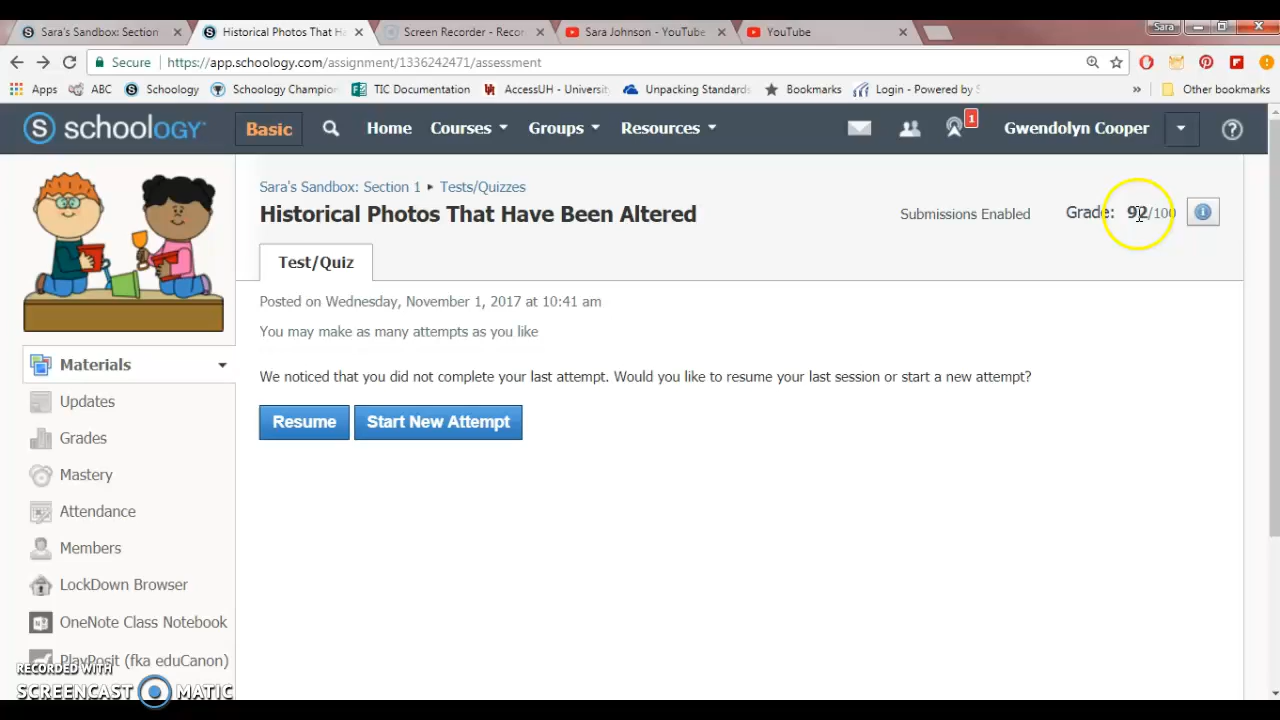 Sara's Sandbox: Section
Historical Photos That Ha
Screen Recorder - Recor
Sara Johnson - YouTube
YouTube
Sara
Secure
https://app.schoology.com/assignment/1336242471/assessment
Apps
ABC
Schoology
Schoology Champion
TIC Documentation
AccessUH - Universit
Unpacking Standards
Bookmarks
Login - Powered by S
»
Other bookmarks
S schoology
Basic
Home
Courses
Groups
Resources
1
Gwendolyn Cooper
Sara's Sandbox: Section 1 ▸ Tests/Quizzes
Historical Photos That Have Been Altered
Submissions Enabled
Grade: 92/100
Test/Quiz
Posted on Wednesday, November 1, 2017 at 10:41 am
You may make as many attempts as you like
We noticed that you did not complete your last attempt. Would you like to resume your last session or start a new attempt?
Resume
Start New Attempt
Materials
Updates
Grades
Mastery
Attendance
Members
LockDown Browser
OneNote Class Notebook
PlayPosit (fka eduCanon)
RECORDED WITH
SCREENCAST MATIC